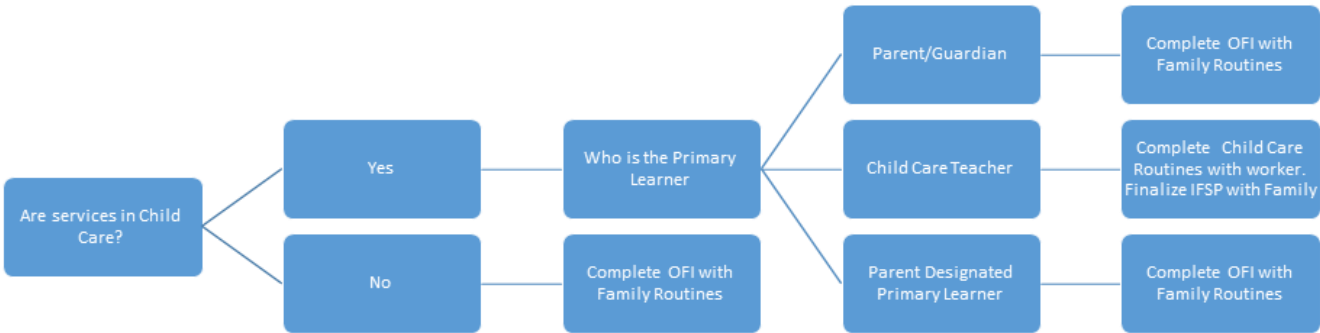 Are services in Child
Care?
Yes
No
Who is the Primary
Learner
Complete OFI with
Family Routines
Parent/Guardian
Child Care Teacher
Parent Designated
Primary Learner
Complete OFI with
Family Routines
Complete Child Care
Routines with worker.
Finalize IFSP with Family
Complete OFI with
Family Routines